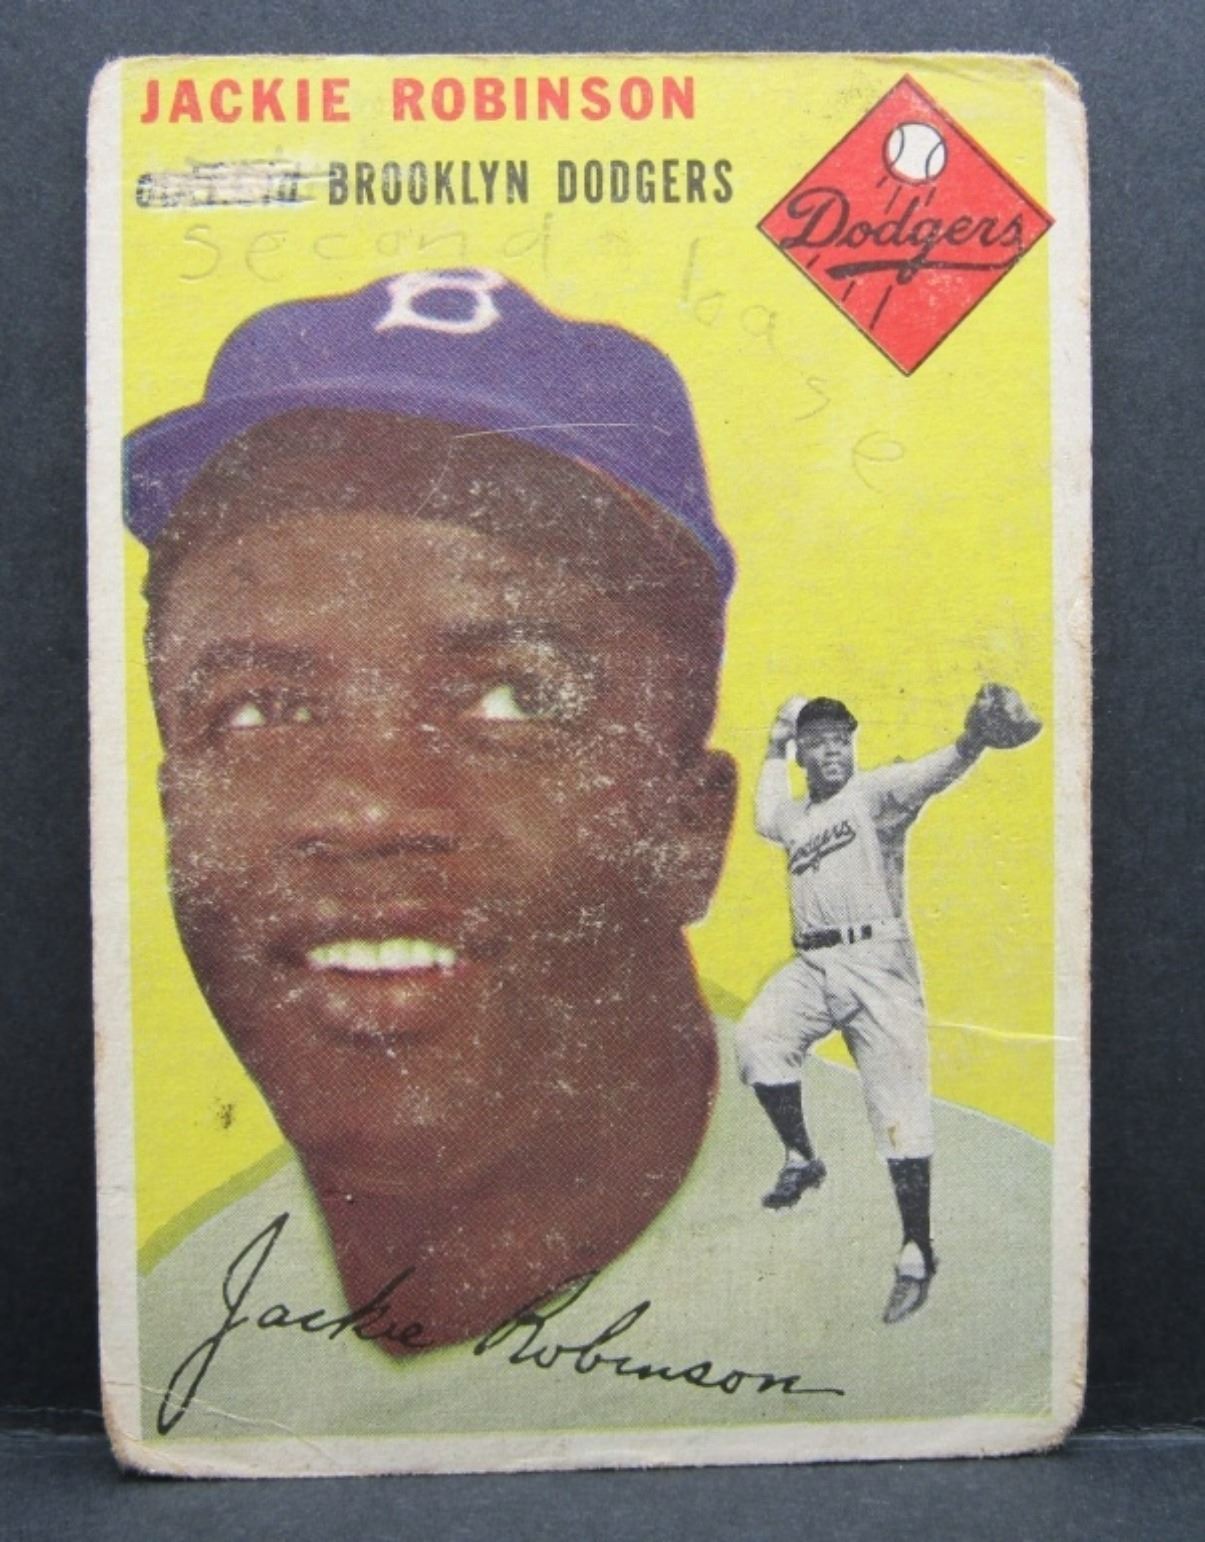 JACKIE ROBINSON
BROOKLYN DODGERS
Dodgers
second base
B
Dodgers
Jackie Robinson